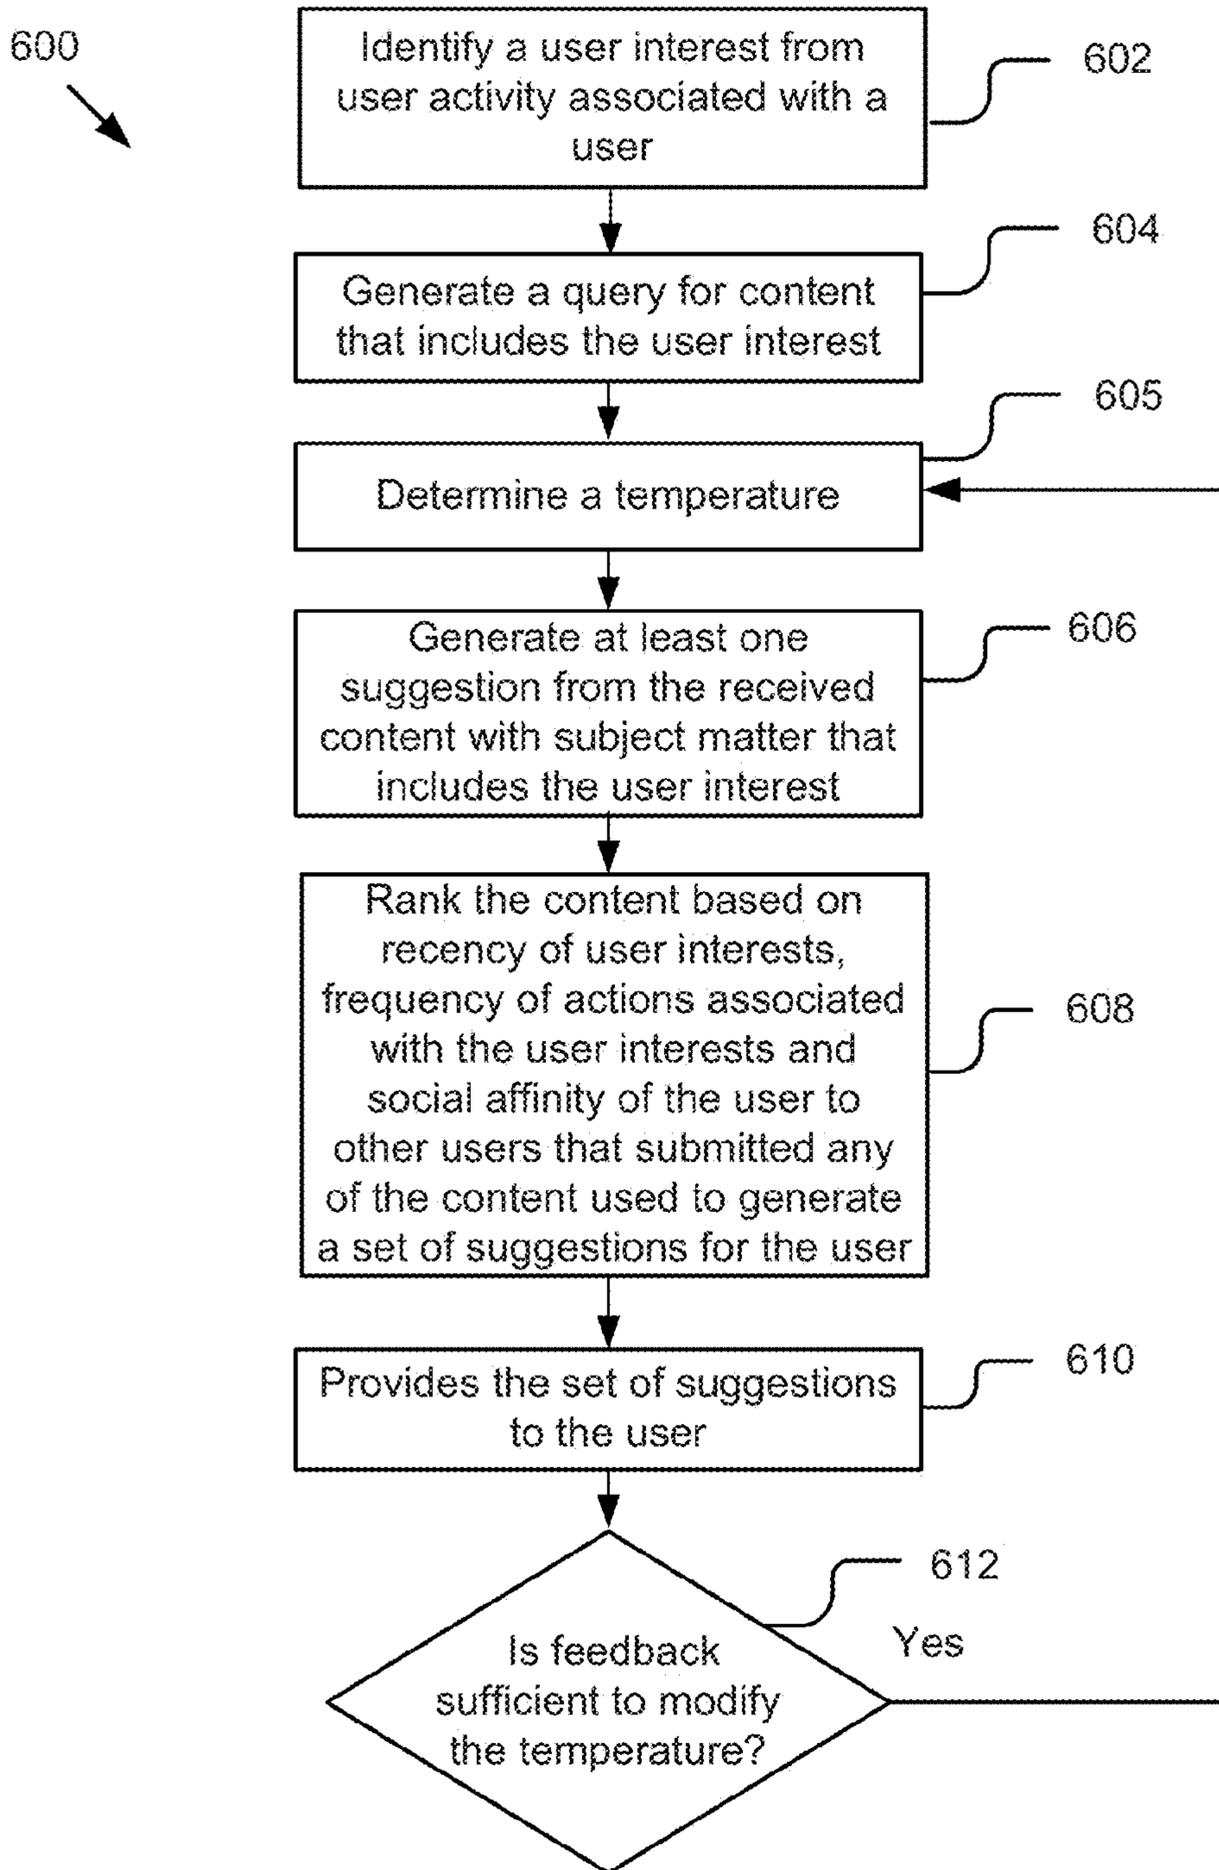 600
Identify a user interest from
user activity associated with a
user
602
Generate a query for content
that includes the user interest
604
Determine a temperature
605
Generate at least one
suggestion from the received
content with subject matter that
includes the user interest
606
Rank the content based on
recency of user interests,
frequency of actions associated
with the user interests and
social affinity of the user to
other users that submitted any
of the content used to generate
a set of suggestions for the user
608
Provides the set of suggestions
to the user
610
Is feedback
sufficient to modify
the temperature?
612
Yes